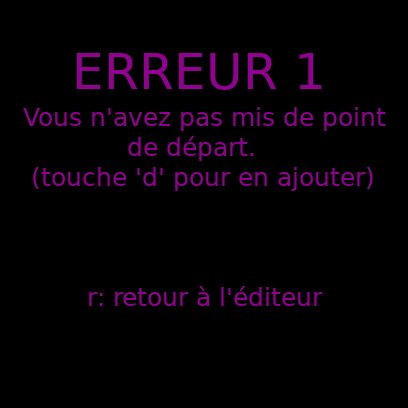 ERREUR 1
Vous n'avez pas mis de point
de départ.
(touche 'd' pour en ajouter)
r: retour à l'éditeur